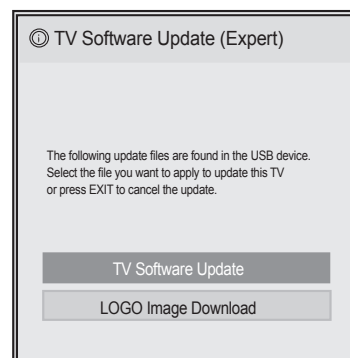 TV Software Update (Expert)
The following update files are found in the USB device.
Select the file you want to apply to update this TV
or press EXIT to cancel the update.
TV Software Update
LOGO Image Download